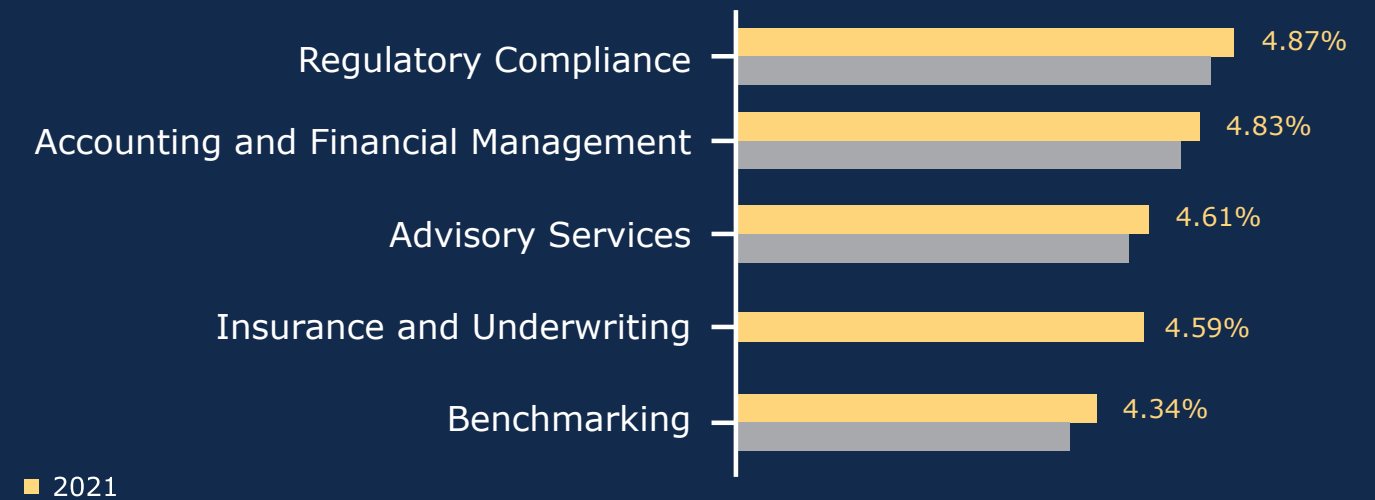 Regulatory Compliance 4.87%
Accounting and Financial Management 4.83%
Advisory Services 4.61%
Insurance and Underwriting 4.59%
Benchmarking 4.34%
2021